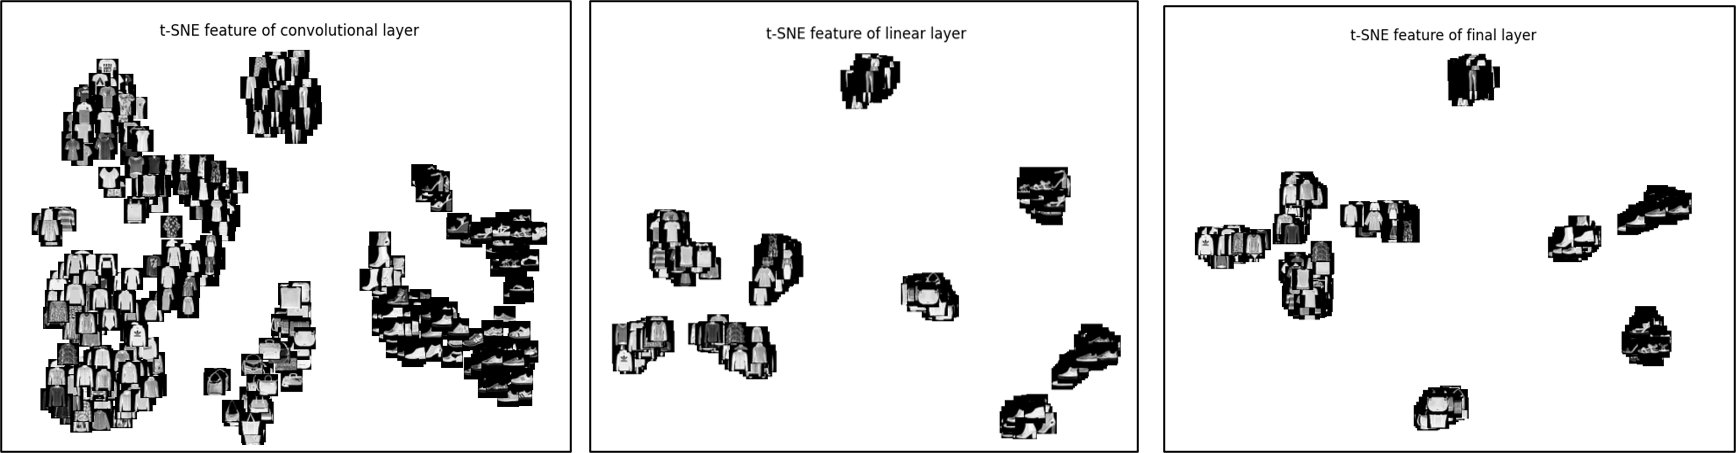 t-SNE feature of convolutional layer
t-SNE feature of linear layer
t-SNE feature of final layer